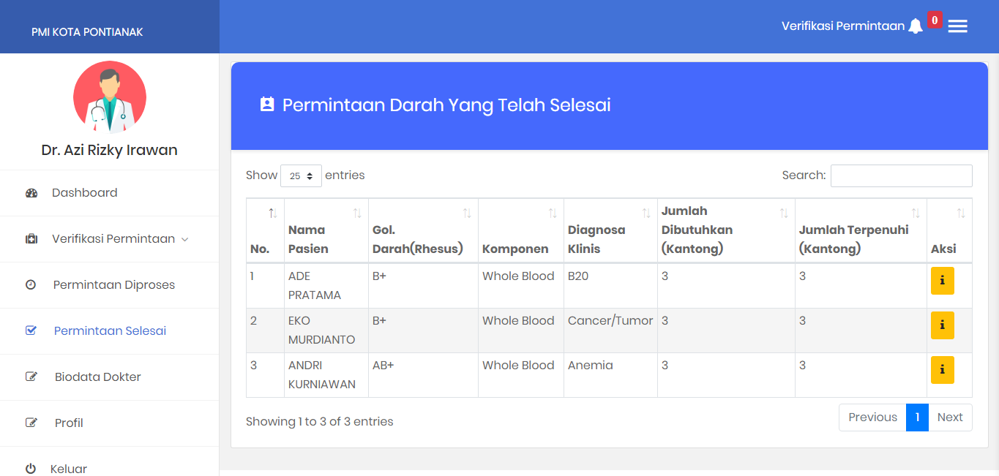 PMI KOTA PONTIANAK
Verifikasi Permintaan 0
Dr. Azi Rizky Irawan
Dashboard
Verifikasi Permintaan
Permintaan Diproses
Permintaan Selesai
Biodata Dokter
Profil
Keluar
Permintaan Darah Yang Telah Selesai
Show 25 entries Search:
No. Nama Pasien Gol. Darah(Rhesus) Komponen Diagnosa Klinis Jumlah Dibutuhkan (Kantong) Jumlah Terpenuhi (Kantong) Aksi
1 ADE PRATAMA B+ Whole Blood B20 3 3 i
2 EKO MURDIANTO B+ Whole Blood Cancer/Tumor 3 3 i
3 ANDRI KURNIAWAN AB+ Whole Blood Anemia 3 3 i
Showing 1 to 3 of 3 entries Previous 1 Next